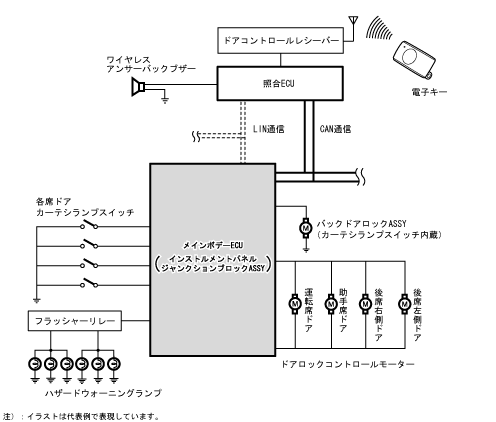 ドアコントロールレシーバー
ワイヤレス
アンサーバックブザー
照合ECU
電子キー
LIN通信
CAN通信
各席ドア
カーテシランプスイッチ
メインボデーECU
(インストルメントパネル
ジャンクションブロックASSY)
M
バックドアロックASSY
(カーテシランプスイッチ内蔵)
M
運転席ドア
M
助手席ドア
M
後席右側ドア
M
後席左側ドア
フラッシャーリレー
ドアロックコントロールモーター
ハザードウォーニングランプ
注）：イラストは代表例で表現しています。